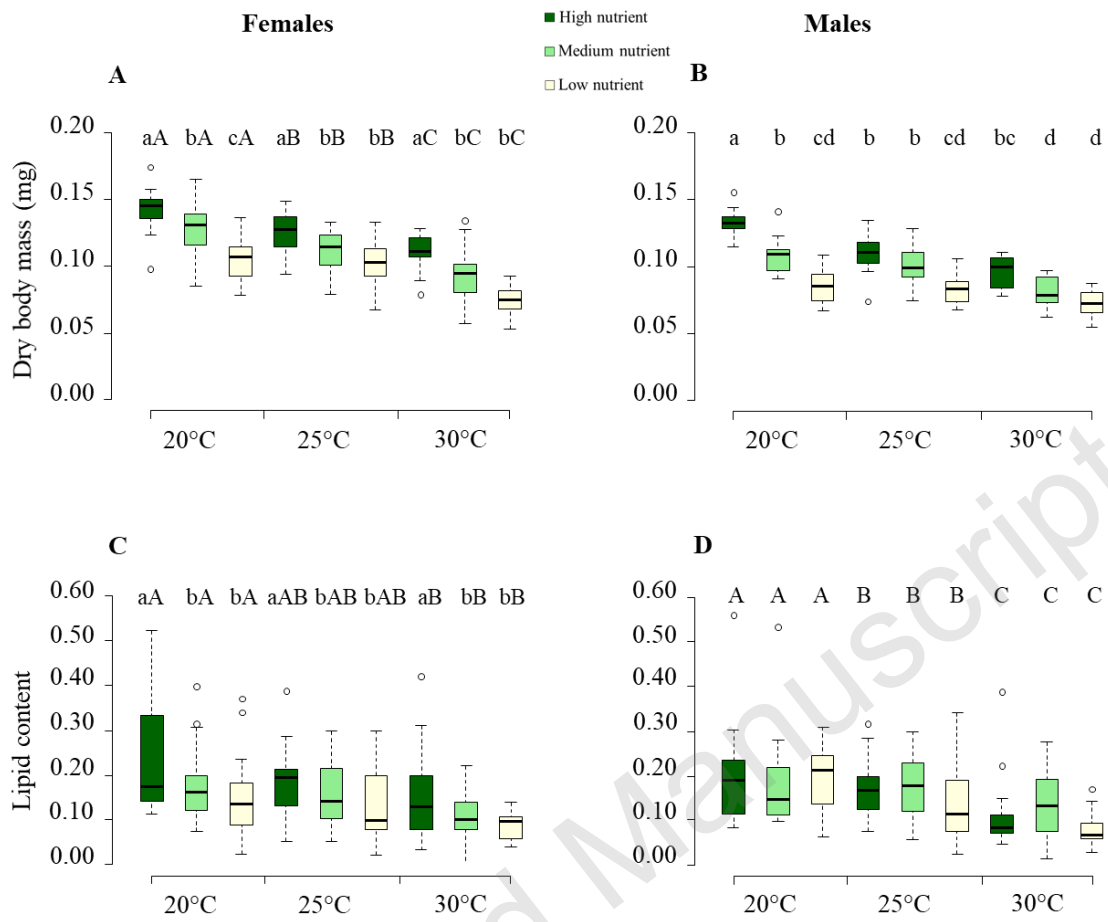 Females
High nutrient
Medium nutrient
Low nutrient
Males
A
B
Dry body mass (mg)
0.20
0.15
0.10
0.05
0.00
aA bA cA aB bB bB aC bC bC
20°C 25°C 30°C
0.20
0.15
0.10
0.05
0.00
a b cd b b cd bc d d
20°C 25°C 30°C
C
D
Lipid content
0.60
0.50
0.40
0.30
0.20
0.10
0.00
aA bA bA aAB bAB bAB aB bB bB
20°C 25°C 30°C
0.60
0.50
0.40
0.30
0.20
0.10
0.00
A A A B B B C C C
20°C 25°C 30°C
d Manuscript